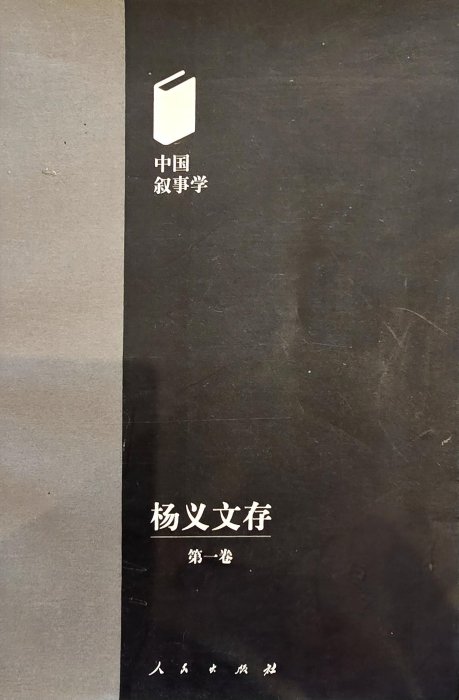 中国
叙事学
杨义文存
第一卷
人民出版社